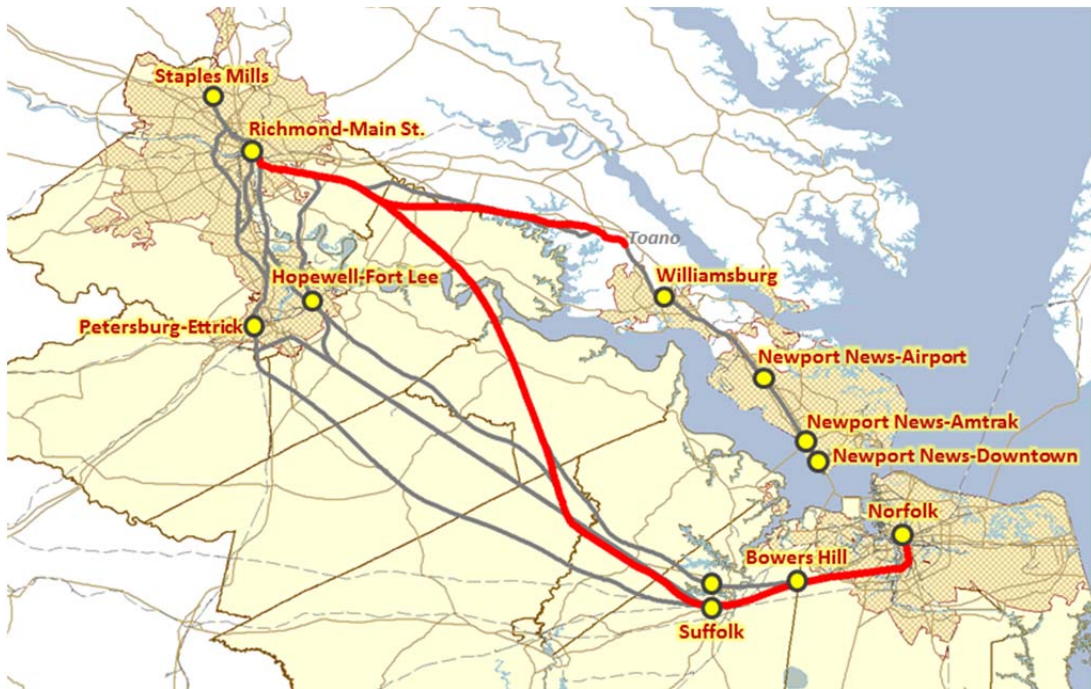 Staples Mills
Richmond-Main St.
Toano
Hopewell-Fort Lee
Williamsburg
Petersburg-Ettrick
Newport News-Airport
Newport News-Amtrak
Newport News-Downtown
Norfolk
Bowers Hill
Suffolk